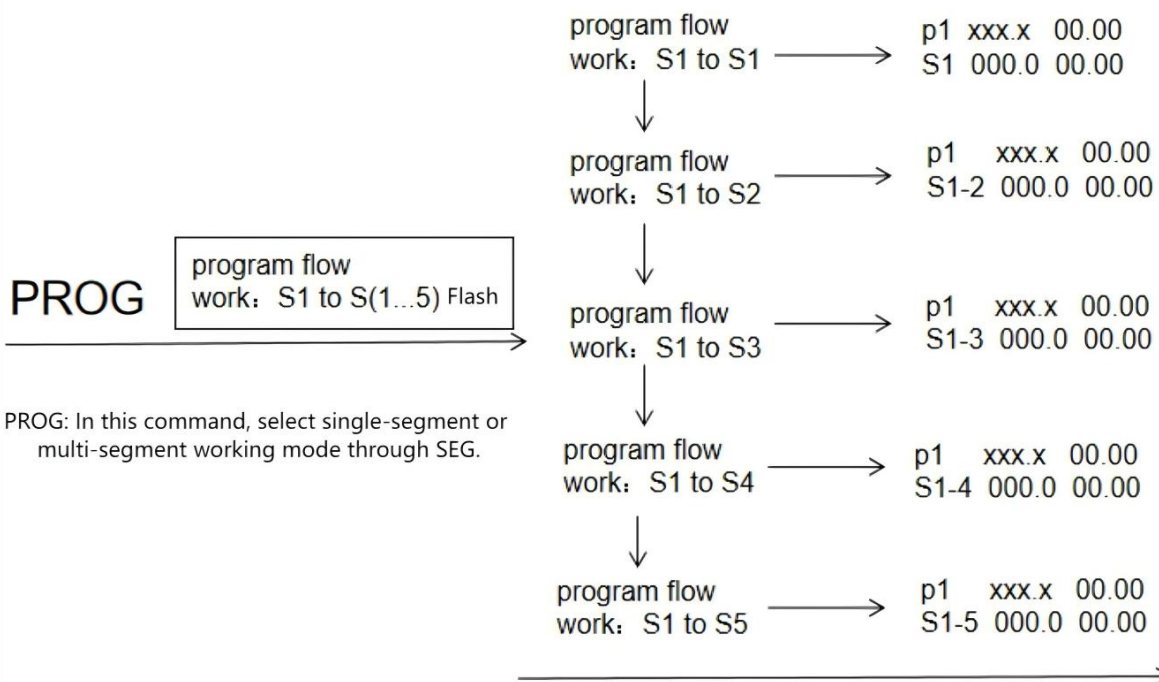 PROG
program flow
work: S1 to S(1...5) Flash
PROG: In this command, select single-segment or
multi-segment working mode through SEG.
program flow
work: S1 to S1
p1 xxx.x 00.00
S1 000.0 00.00
program flow
work: S1 to S2
p1 xxx.x 00.00
S1-2 000.0 00.00
program flow
work: S1 to S3
p1 xxx.x 00.00
S1-3 000.0 00.00
program flow
work: S1 to S4
p1 xxx.x 00.00
S1-4 000.0 00.00
program flow
work: S1 to S5
p1 xxx.x 00.00
S1-5 000.0 00.00